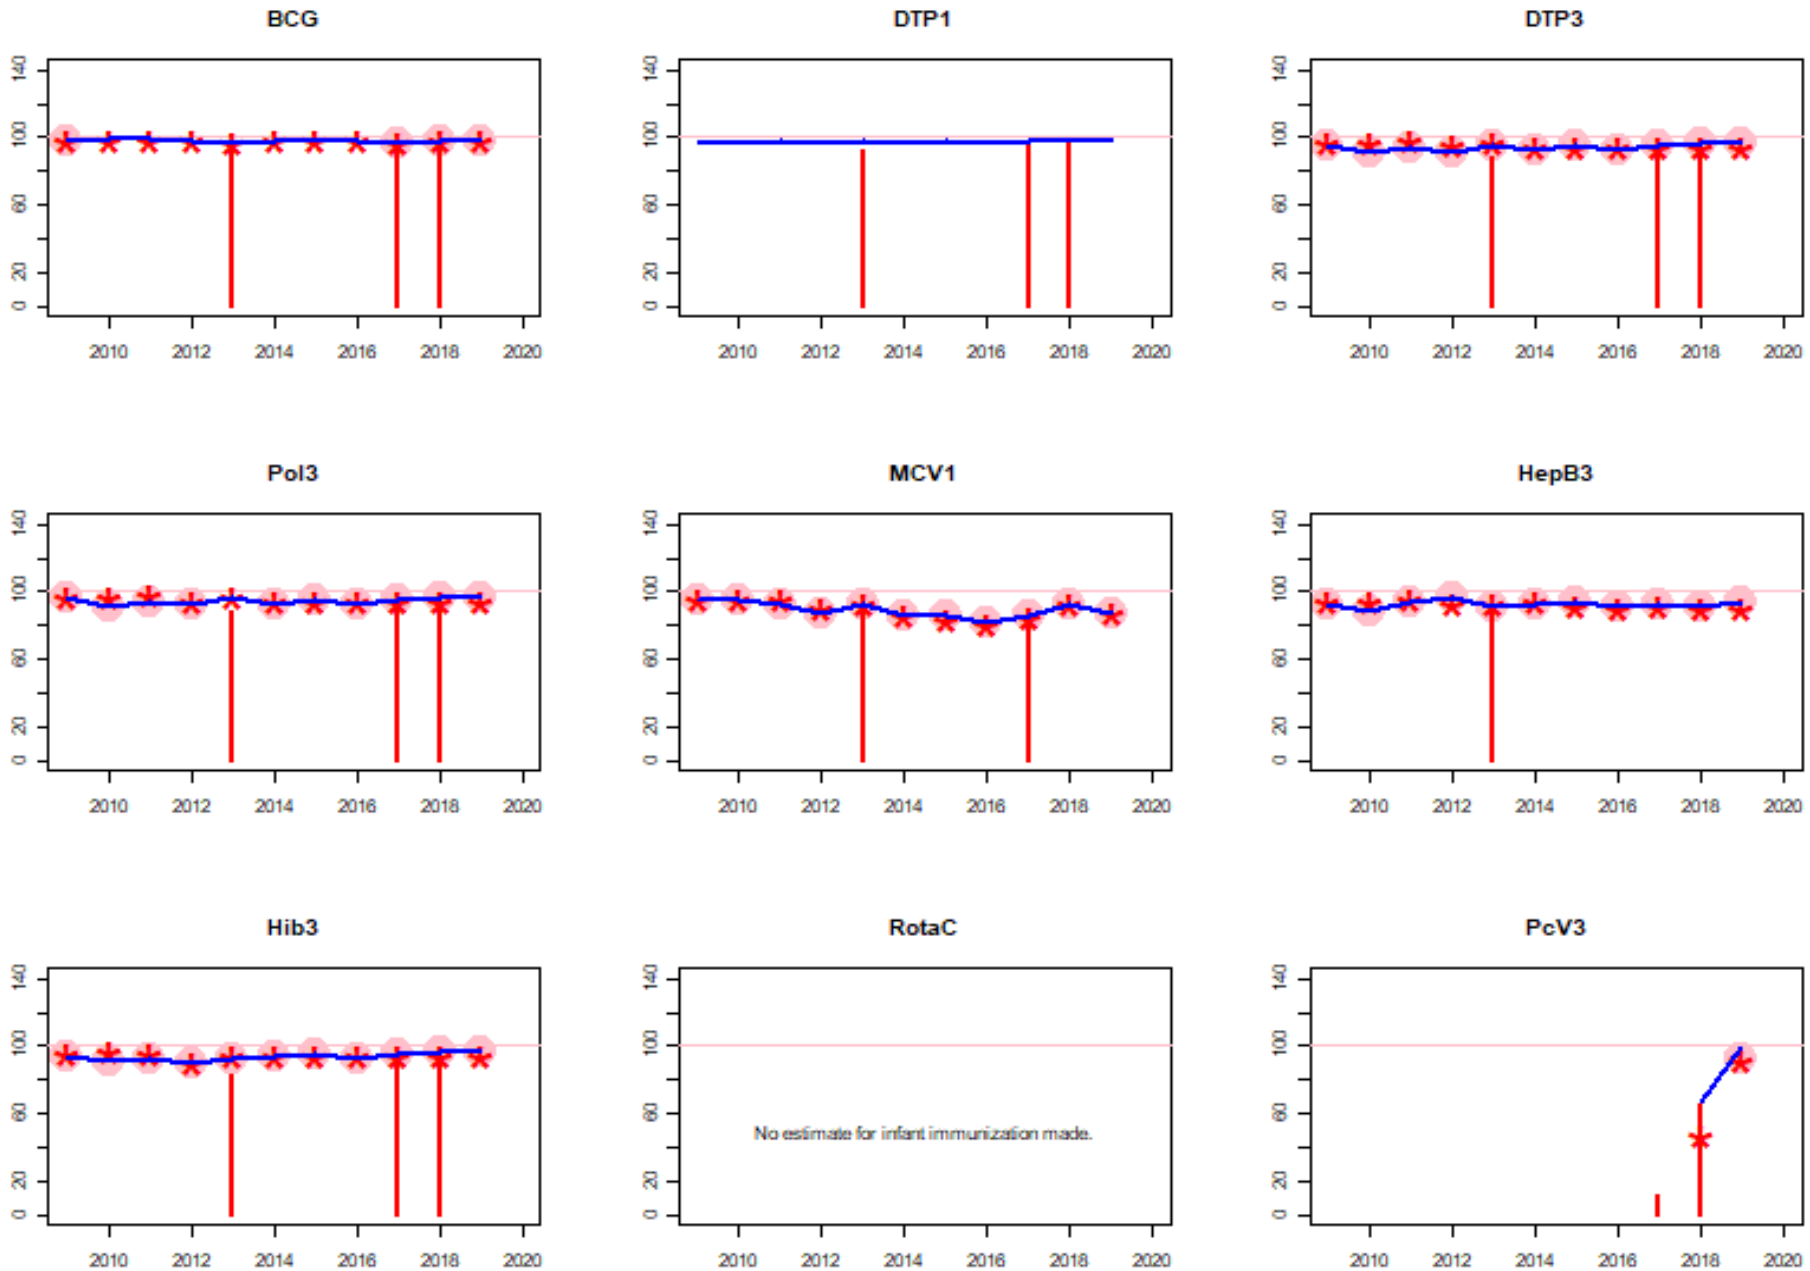 BCG DTP1 DTP3
140 140 140
100 100 100
60 60 60
20 20 20
0 0 0
2010 2012 2014 2016 2018 2020 2010 2012 2014 2016 2018 2020 2010 2012 2014 2016 2018 2020
Pol3 MCV1 HepB3
140 140 140
100 100 100
60 60 60
20 20 20
0 0 0
2010 2012 2014 2016 2018 2020 2010 2012 2014 2016 2018 2020 2010 2012 2014 2016 2018 2020
Hib3 RotaC PcV3
140 140 140
100 100 100
60 60 60
No estimate for infant immunization made.
20 20 20
0 0 0
2010 2012 2014 2016 2018 2020 2010 2012 2014 2016 2018 2020 2010 2012 2014 2016 2018 2020